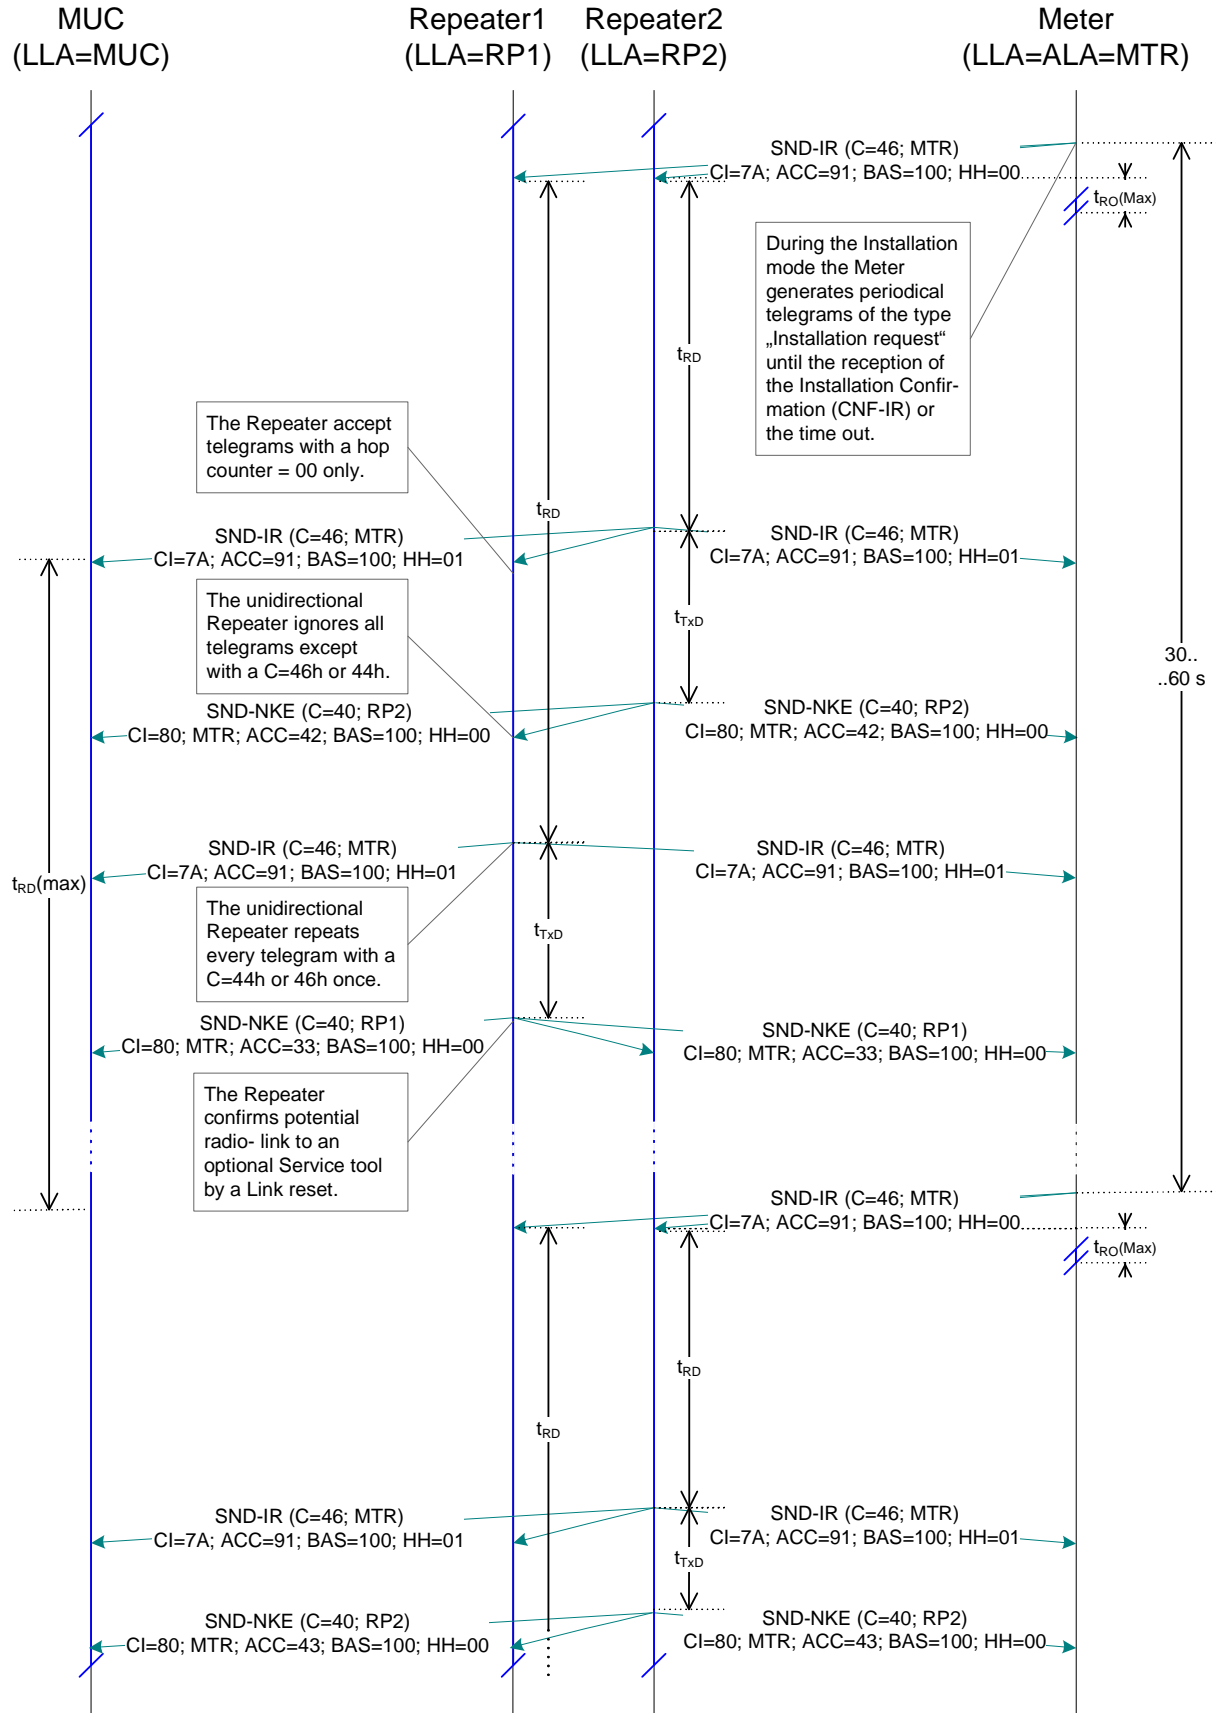 MUC
(LLA=MUC)
Repeater1
(LLA=RP1)
Repeater2
(LLA=RP2)
Meter
(LLA=ALA=MTR)
SND-IR (C=46; MTR)
CI=7A; ACC=91; BAS=100; HH=00
tRO(Max)
During the Installation
mode the Meter
generates periodical
telegrams of the type
„Installation request“
until the reception of
the Installation Confir-
mation (CNF-IR) or
the time out.
tRD
The Repeater accept
telegrams with a hop
counter = 00 only.
tRD
SND-IR (C=46; MTR)
CI=7A; ACC=91; BAS=100; HH=01
SND-IR (C=46; MTR)
CI=7A; ACC=91; BAS=100; HH=01
The unidirectional
Repeater ignores all
telegrams except
with a C=46h or 44h.
tTxD
30..
..60 s
SND-NKE (C=40; RP2)
CI=80; MTR; ACC=42; BAS=100; HH=00
SND-NKE (C=40; RP2)
CI=80; MTR; ACC=42; BAS=100; HH=00
SND-IR (C=46; MTR)
CI=7A; ACC=91; BAS=100; HH=01
SND-IR (C=46; MTR)
CI=7A; ACC=91; BAS=100; HH=01
tRD(max)
The unidirectional
Repeater repeats
every telegram with a
C=44h or 46h once.
tTxD
SND-NKE (C=40; RP1)
CI=80; MTR; ACC=33; BAS=100; HH=00
SND-NKE (C=40; RP1)
CI=80; MTR; ACC=33; BAS=100; HH=00
The Repeater
confirms potential
radio- link to an
optional Service tool
by a Link reset.
SND-IR (C=46; MTR)
CI=7A; ACC=91; BAS=100; HH=00
tRO(Max)
tRD
tRD
SND-IR (C=46; MTR)
CI=7A; ACC=91; BAS=100; HH=01
SND-IR (C=46; MTR)
CI=7A; ACC=91; BAS=100; HH=01
tTxD
SND-NKE (C=40; RP2)
CI=80; MTR; ACC=43; BAS=100; HH=00
SND-NKE (C=40; RP2)
CI=80; MTR; ACC=43; BAS=100; HH=00